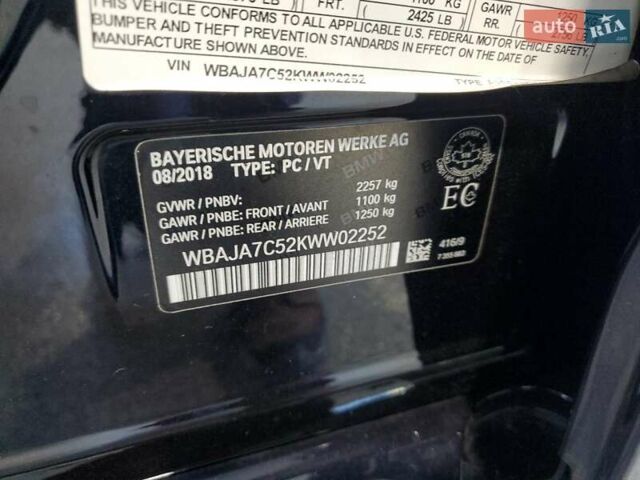 LB FRT. KG GAWR
2425 LB RR.
THIS VEHICLE CONFORMS TO ALL APPLICABLE U.S. FEDERAL MOTOR VEHICLE SAFETY,
BUMPER AND THEFT PREVENTION STANDARDS IN EFFECT ON THE DATE OF
MANUFACTURE SHOWN ABOVE.
VIN WBAJA7C52KWW02252
auto RIA
BAYERISCHE MOTOREN WERKE AG
08/2018 TYPE: PC/VT
GVWR / PNBV: 2257 kg
GAWR / PNBE: FRONT / AVANT 1100 kg
GAWR / PNBE: REAR / ARRIERE 1250 kg
WBAJA7C52KWW02252
CANADA
EC
416/9
BMW